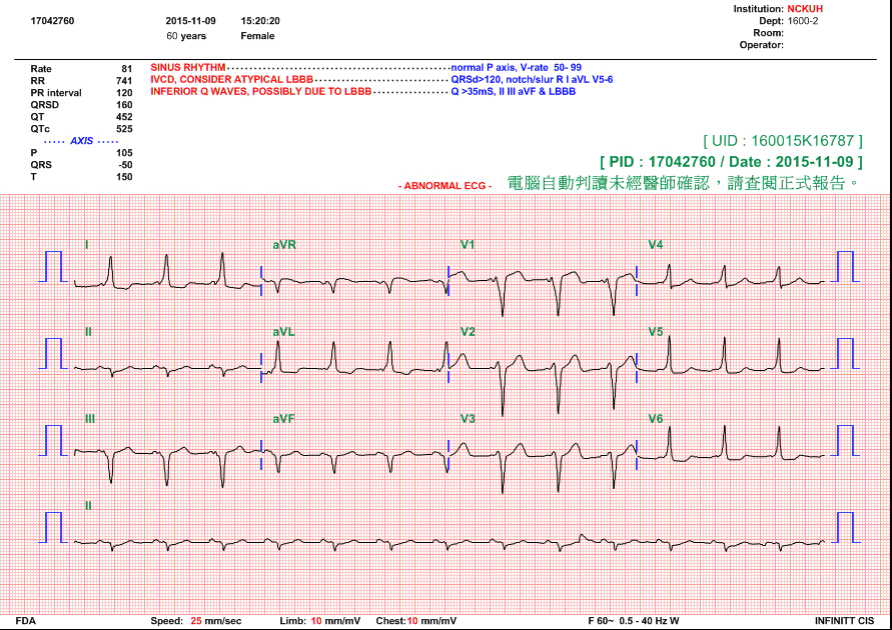 Institution: NCKUH
17042760 2015-11-09 15:20:20 Dept: 1600-2
60 years Female Room:
Operator:
Rate 81 SINUS RHYTHM - normal P axis, V-rate 50- 99
RR 741 IVCD, CONSIDER ATYPICAL LBBB - QRSd>120, notch/slur R I aVL V5-6
PR interval 120 INFERIOR Q WAVES, POSSIBLY DUE TO LBBB - Q >35mS, II III aVF & LBBB
QRSD 160
QT 452
QTc 525
----- AXIS -----
P 105
QRS -50
T 150
[ UID : 160015K16787 ]
[ PID : 17042760 / Date : 2015-11-09 ]
- ABNORMAL ECG - 電腦自動判讀未經醫師確認，請查閱正式報告。
I aVR V1 V4
II aVL V2 V5
III aVF V3 V6
II
FDA Speed: 25 mm/sec Limb: 10 mm/mV Chest:10 mm/mV F 60~ 0.5 - 40 Hz W INFINITT CIS